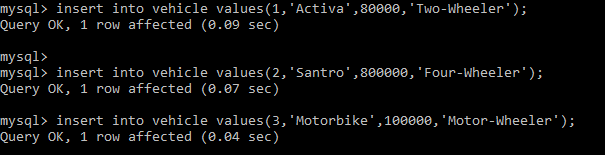 mysql> insert into vehicle values(1,'Activa',80000,'Two-Wheeler');
Query OK, 1 row affected (0.09 sec)
mysql>
mysql> insert into vehicle values(2,'Santro',800000,'Four-Wheeler');
Query OK, 1 row affected (0.07 sec)
mysql> insert into vehicle values(3,'Motorbike',100000,'Motor-Wheeler');
Query OK, 1 row affected (0.04 sec)